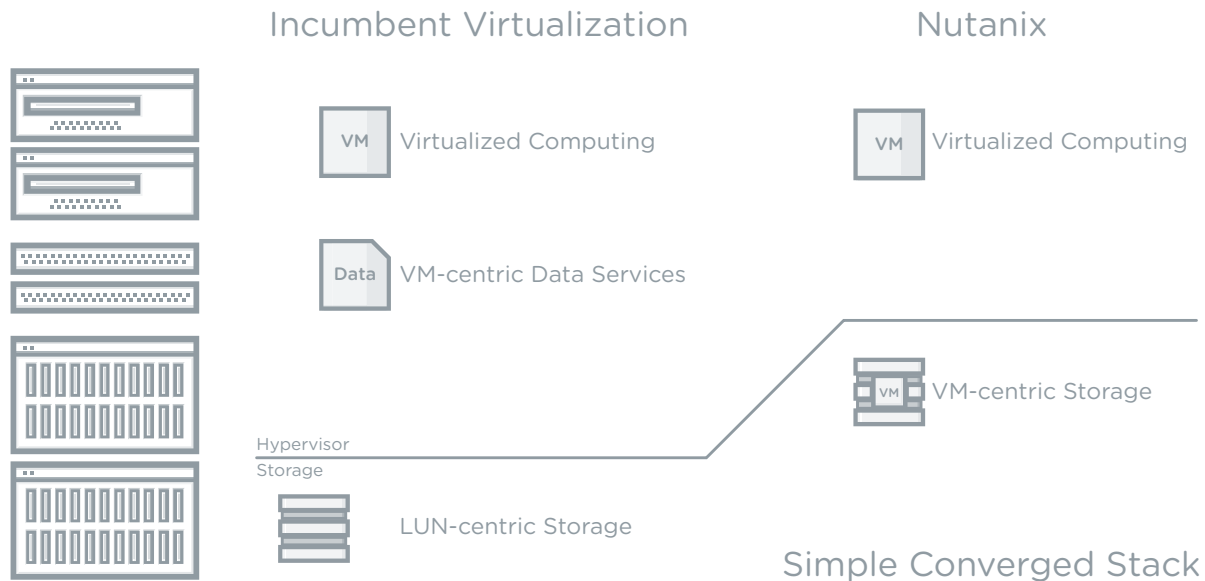 Incumbent Virtualization
Nutanix
VM
Virtualized Computing
VM
Virtualized Computing
Data
VM-centric Data Services
VM
VM-centric Storage
Hypervisor
Storage
LUN-centric Storage
Simple Converged Stack